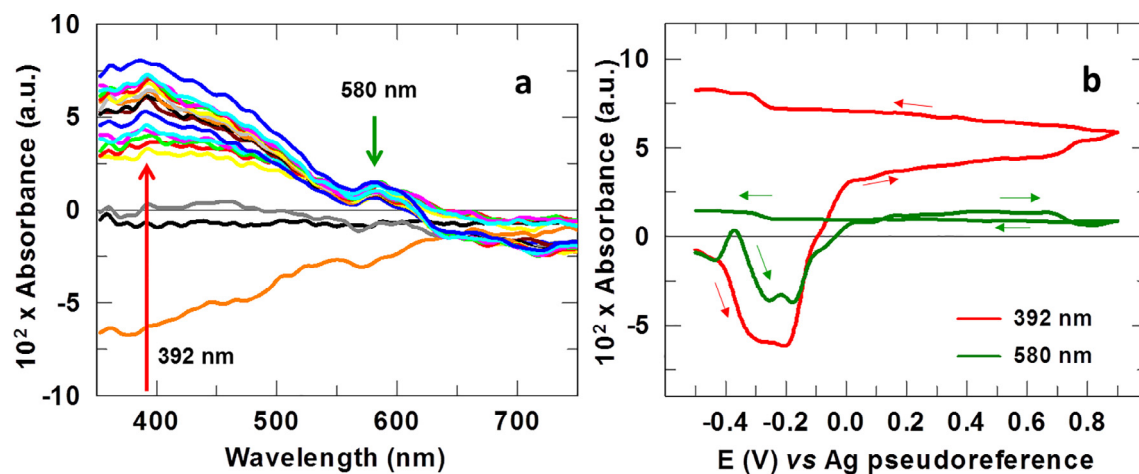 10² x Absorbance (a.u.)
10
5
0
-5
-10
a
580 nm
392 nm
400
500
600
700
Wavelength (nm)
10² x Absorbance (a.u.)
10
5
0
-5
b
392 nm
580 nm
-0.4
-0.2
0.0
0.2
0.4
0.6
0.8
E (V) vs Ag pseudoreference